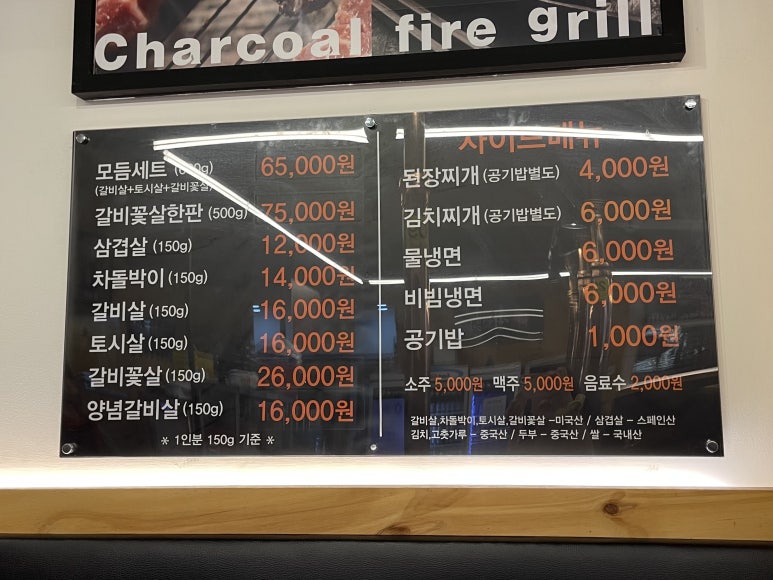 Charcoal fire grill
모듬세트 65,000원
(갈비살+토시살+갈비꽃살)
갈비꽃살한판 (500g) 75,000원
삼겹살 (150g) 12,000원
차돌박이 (150g) 14,000원
갈비살 (150g) 16,000원
토시살 (150g) 16,000원
갈비꽃살 (150g) 26,000원
양념갈비살 (150g) 16,000원
* 1인분 150g 기준 *
사이드메뉴
된장찌개 (공기밥별도) 4,000원
김치찌개 (공기밥별도) 6,000원
물냉면 6,000원
비빔냉면 6,000원
공기밥 1,000원
소주 5,000원 맥주 5,000원 음료수 2,000원
갈비살,차돌박이,토시살,갈비꽃살 -미국산 / 삼겹살 - 스페인산
김치,고춧가루 - 중국산 / 두부 - 중국산 / 쌀 - 국내산